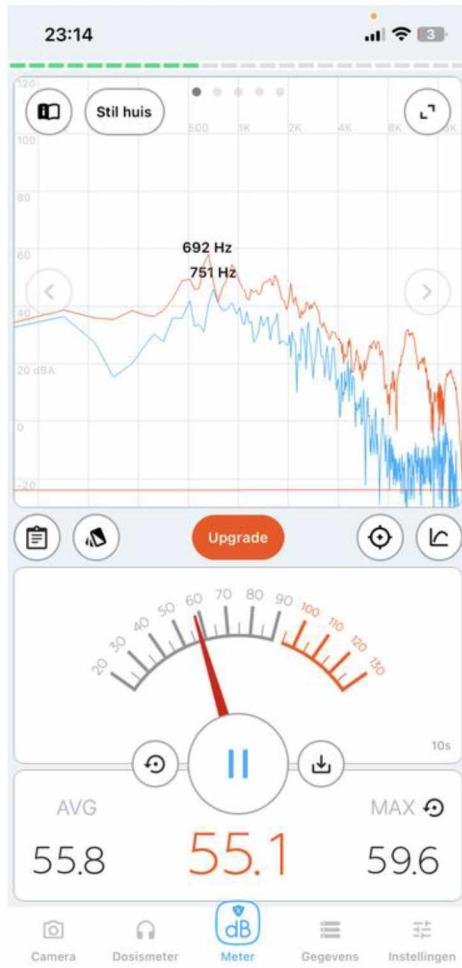 23:14
3
120
Stil huis
500 1K 2K 4K 8K
100
80
60
692 Hz
751 Hz
40
20 dBA
0
-20
Upgrade
20 30 40 50 60 70 80 90 100 110 120 130
10s
AVG
MAX
55.8
55.1
59.6
dB
Camera
Dosismeter
Meter
Gegevens
Instellingen